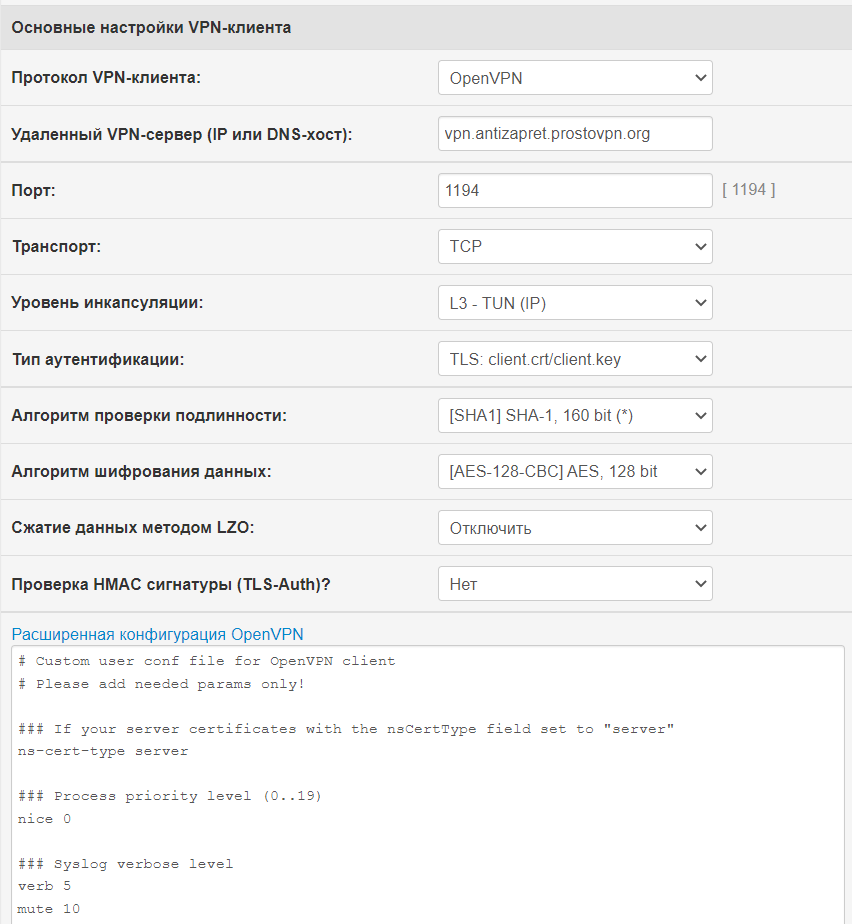 Основные настройки VPN-клиента
Протокол VPN-клиента: OpenVPN
Удаленный VPN-сервер (IP или DNS-хост): vpn.antizapret.prostovpn.org
Порт: 1194 [ 1194 ]
Транспорт: TCP
Уровень инкапсуляции: L3 - TUN (IP)
Тип аутентификации: TLS: client.crt/client.key
Алгоритм проверки подлинности: [SHA1] SHA-1, 160 bit (*)
Алгоритм шифрования данных: [AES-128-CBC] AES, 128 bit
Сжатие данных методом LZO: Отключить
Проверка HMAC сигнатуры (TLS-Auth)? Нет
Расширенная конфигурация OpenVPN
# Custom user conf file for OpenVPN client
# Please add needed params only!
### If your server certificates with the nsCertType field set to "server"
ns-cert-type server
### Process priority level (0..19)
nice 0
### Syslog verbose level
verb 5
mute 10